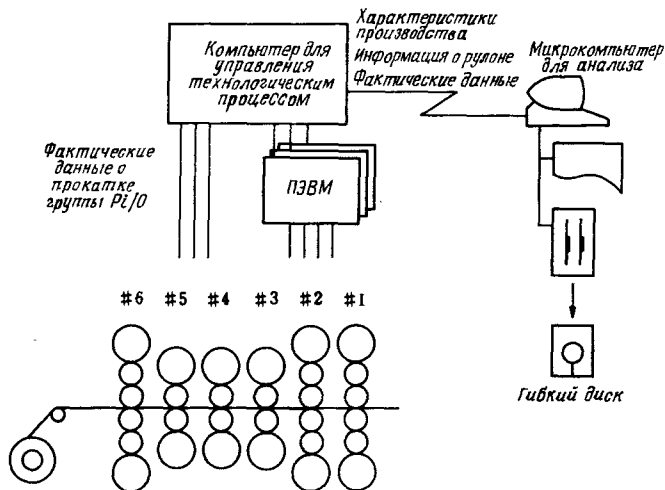 Характеристики
производства
Информация о рулоне
Фактические данные
Компьютер для
управления
технологическим
процессом
Микрокомпьютер
для анализа
Фактические
данные о
прокатке
группы Pi/O
ПЭВМ
#6 #5 #4 #3 #2 #1
Гибкий диск